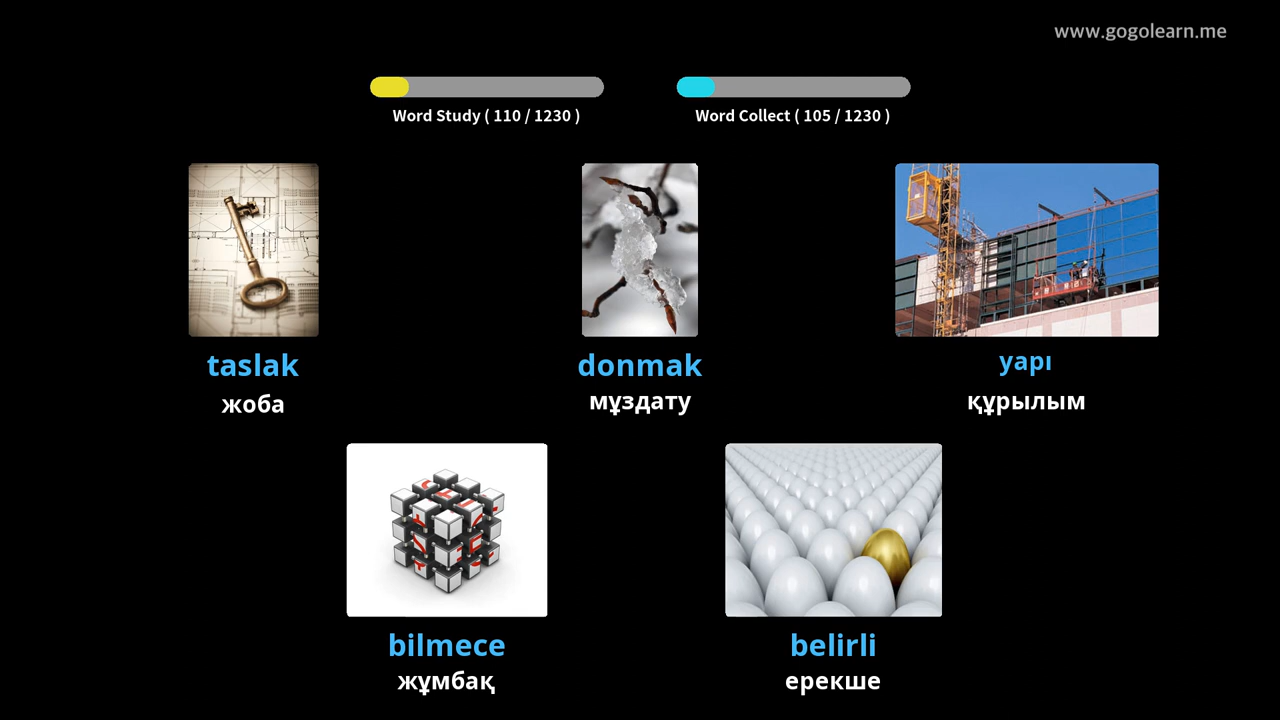 www.gogolearn.me
Word Study ( 110 / 1230 )
Word Collect ( 105 / 1230 )
taslak
жоба
donmak
мұздату
yapı
құрылым
bilmece
жұмбақ
belirli
ерекше